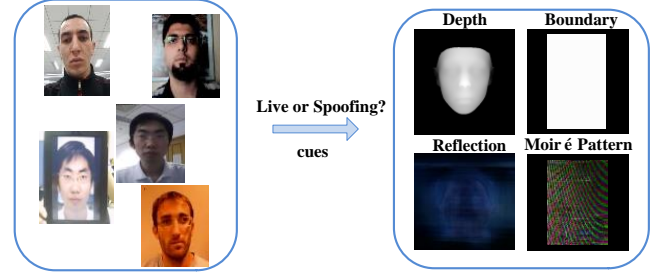 Live or Spoofing?
cues
Depth
Boundary
Reflection
Moir é Pattern